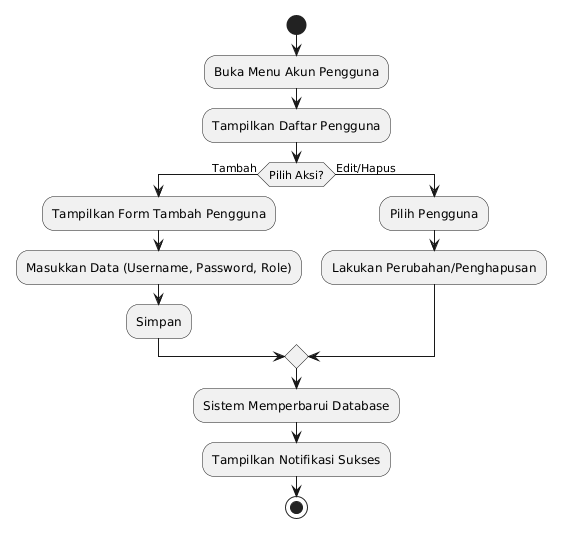 Buka Menu Akun Pengguna
Tampilkan Daftar Pengguna
Pilih Aksi?
Tambah
Edit/Hapus
Tampilkan Form Tambah Pengguna
Masukkan Data (Username, Password, Role)
Simpan
Pilih Pengguna
Lakukan Perubahan/Penghapusan
Sistem Memperbarui Database
Tampilkan Notifikasi Sukses